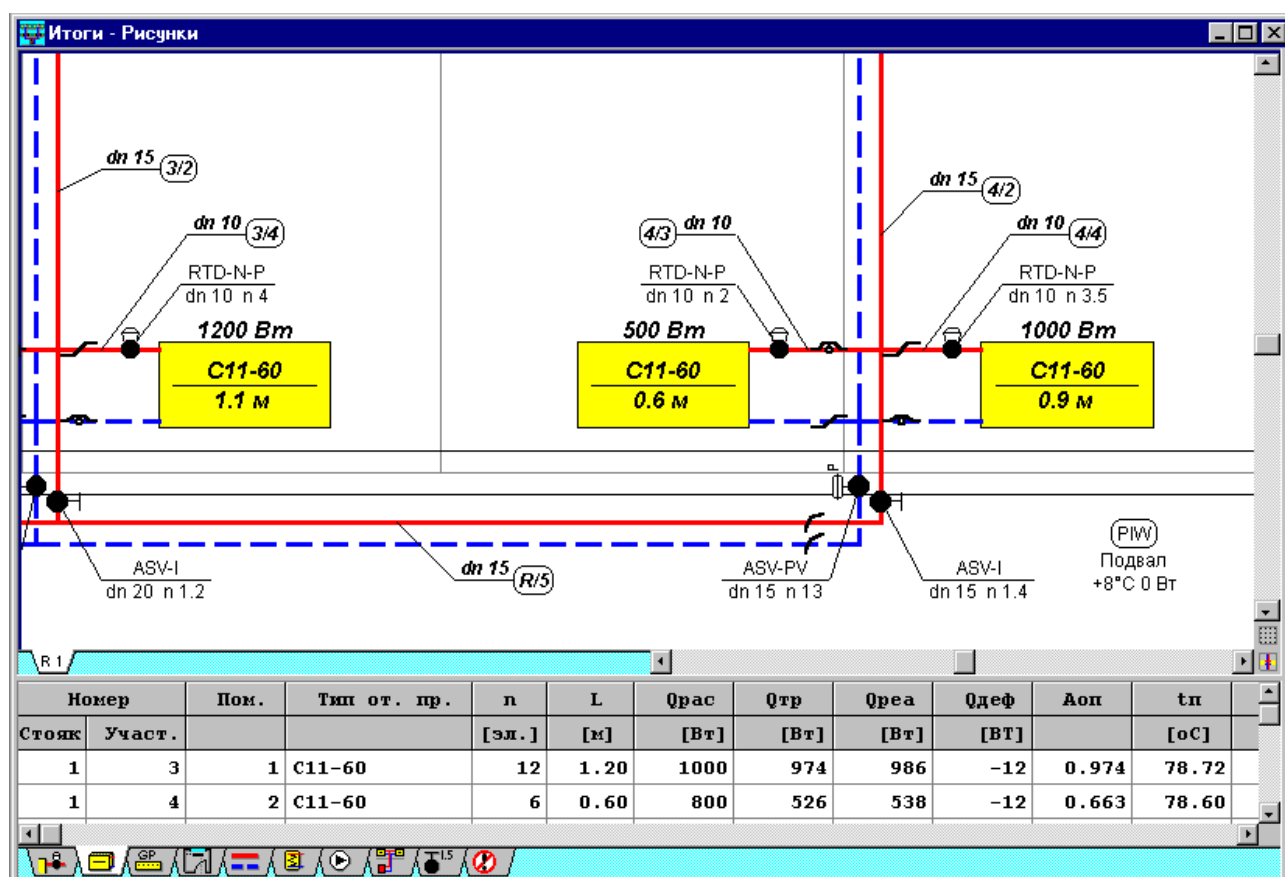 Итоги - Рисунки
dn 15 3/2
dn 15 4/2
dn 10 3/4
4/3 dn 10
dn 10 4/4
RTD-N-P
dn 10 n 4
RTD-N-P
dn 10 n 2
RTD-N-P
dn 10 n 3.5
1200 Вт
500 Вт
1000 Вт
C11-60
1.1 м
C11-60
0.6 м
C11-60
0.9 м
P
ASV-I
dn 20 n 1.2
dn 15 R/5
ASV-PV
dn 15 n 13
ASV-I
dn 15 n 1.4
PIW
Подвал
+8°C 0 Вт
R 1
Номер Пом. Тип от. пр. n L Qрас Qтр Qреа Qдеф Аоп tп
Стояк Участ. [эл.] [м] [Вт] [Вт] [Вт] [ВТ] [оС]
1 3 1 C11-60 12 1.20 1000 974 986 -12 0.974 78.72
1 4 2 C11-60 6 0.60 800 526 538 -12 0.663 78.60
GP 1.5